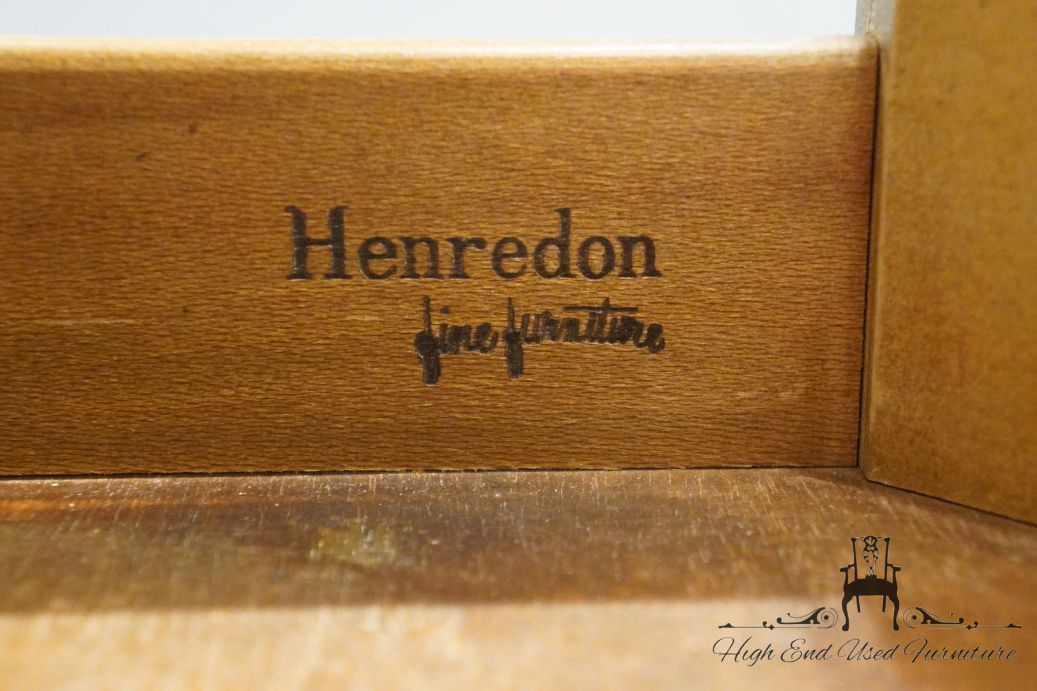 Henredon
fine furniture
High End Used Furniture